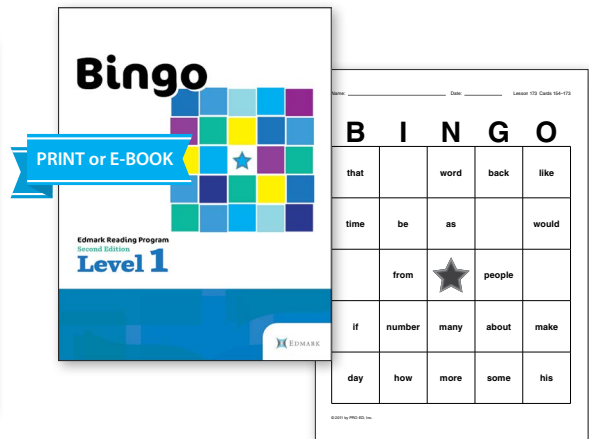 Bingo
PRINT or E-BOOK
Edmark Reading Program
Second Edition
Level 1
EDMARK
Name: Date: Lesson 173 Cards 154–173
B I N G O
that word back like
time be as would
from people
if number many about make
day how more some his
© 2011 by PRO-ED, Inc.